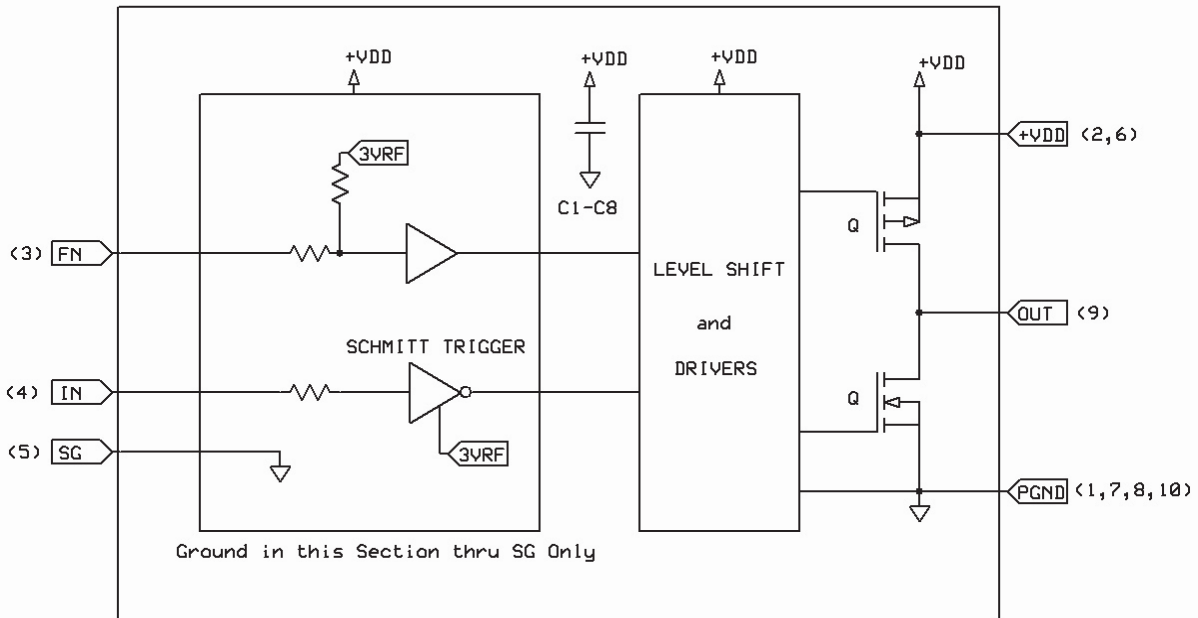 +VDD
+VDD
+VDD
+VDD
+VDD (2,6)
3VRF
C1-C8
Q
(3) FN
LEVEL SHIFT
and
DRIVERS
OUT (9)
SCHMITT TRIGGER
(4) IN
Q
(5) SG
3VRF
PGND (1,7,8,10)
Ground in this Section thru SG Only